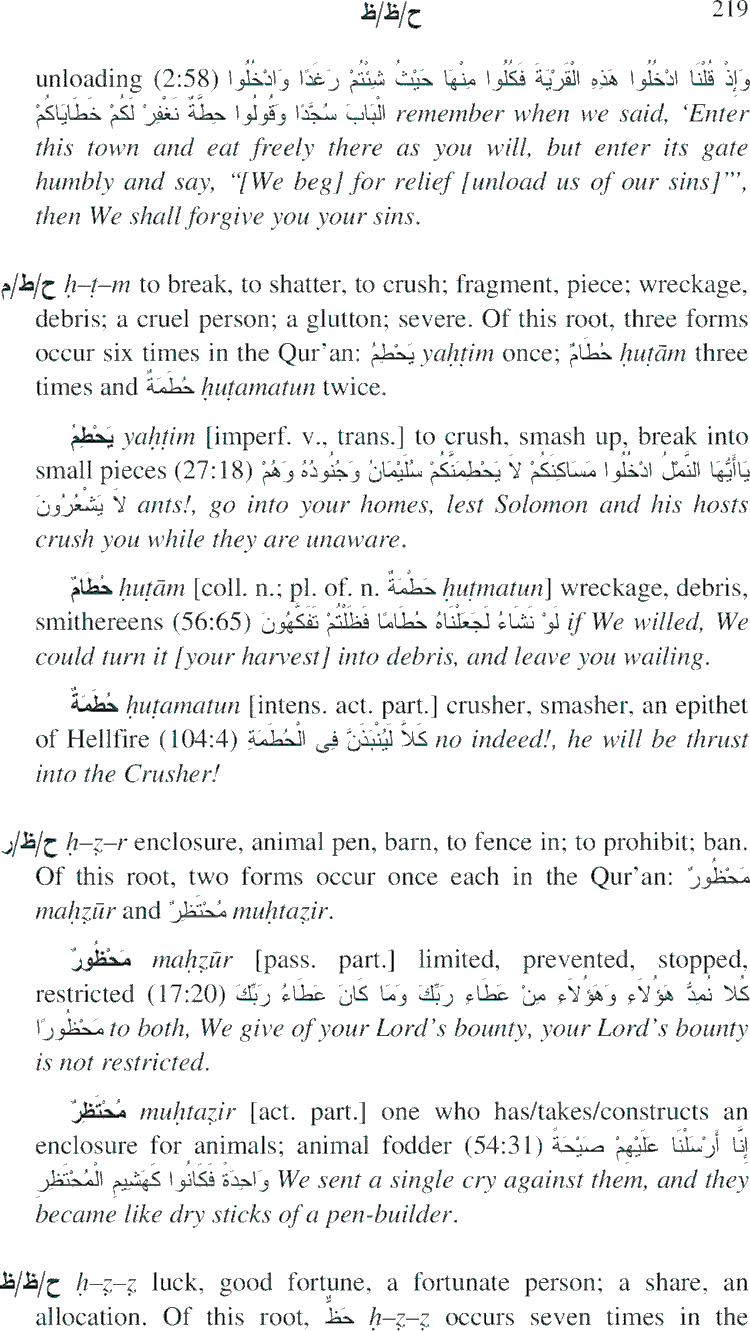 ح/ظ/ظ 219
unloading (2:58) وَإِذْ قُلْنَا ادْخُلُوا هَذِهِ الْقَرْيَةَ فَكُلُوا مِنْهَا حَيْثُ شِئْتُمْ رَغَدًا وَادْخُلُوا
الْبَابَ سُجَّدًا وَقُولُوا حِطَّةٌ نَغْفِرْ لَكُمْ خَطَايَاكُمْ remember when we said, ‘Enter
this town and eat freely there as you will, but enter its gate
humbly and say, “[We beg] for relief [unload us of our sins]”’,
then We shall forgive you your sins.
ح/ط/م ḥ–ṭ–m to break, to shatter, to crush; fragment, piece; wreckage,
debris; a cruel person; a glutton; severe. Of this root, three forms
occur six times in the Qur’an: يَحْطِمُ yaḥṭim once; حُطَامٌ ḥuṭām three
times and حُطَمَةٌ ḥuṭamatun twice.
يَحْطِمُ yaḥṭim [imperf. v., trans.] to crush, smash up, break into
small pieces (27:18) يَاأَيُّهَا النَّمْلُ ادْخُلُوا مَسَاكِنَكُمْ لاَ يَحْطِمَنَّكُمْ سُلَيْمَانُ وَجُنُودُهُ وَهُمْ
لاَ يَشْعُرُونَ ants!, go into your homes, lest Solomon and his hosts
crush you while they are unaware.
حُطَامٌ ḥuṭām [coll. n.; pl. of. n. حَطْمَةٌ ḥuṭmatun] wreckage, debris,
smithereens (56:65) لَوْ نَشَاءُ لَجَعَلْنَاهُ حُطَامًا فَظَلْتُمْ تَفَكَّهُونَ if We willed, We
could turn it [your harvest] into debris, and leave you wailing.
حُطَمَةٌ ḥuṭamatun [intens. act. part.] crusher, smasher, an epithet
of Hellfire (104:4) كَلاَّ لَيُنْبَذَنَّ فِى الْحُطَمَةِ no indeed!, he will be thrust
into the Crusher!
ح/ظ/ر ḥ–ẓ–r enclosure, animal pen, barn, to fence in; to prohibit; ban.
Of this root, two forms occur once each in the Qur’an: مَحْظُورٌ
maḥẓūr and مُحْتَظِرٌ muḥtaẓir.
مَحْظُورٌ maḥẓūr [pass. part.] limited, prevented, stopped,
restricted (17:20) كُلا نُمِدُّ هَؤُلاَءِ وَهَؤُلاَءِ مِنْ عَطَاءِ رَبِّكَ وَمَا كَانَ عَطَاءُ رَبِّكَ
مَحْظُورًا to both, We give of your Lord’s bounty, your Lord’s bounty
is not restricted.
مُحْتَظِرٌ muḥtaẓir [act. part.] one who has/takes/constructs an
enclosure for animals; animal fodder (54:31) إِنَّا أَرْسَلْنَا عَلَيْهِمْ صَيْحَةً
وَاحِدَةً فَكَانُوا كَهَشِيمِ الْمُحْتَظِرِ We sent a single cry against them, and they
became like dry sticks of a pen-builder.
ح/ظ/ظ ḥ–ẓ–ẓ luck, good fortune, a fortunate person; a share, an
allocation. Of this root, حَظٌّ ḥ–ẓ–ẓ occurs seven times in the